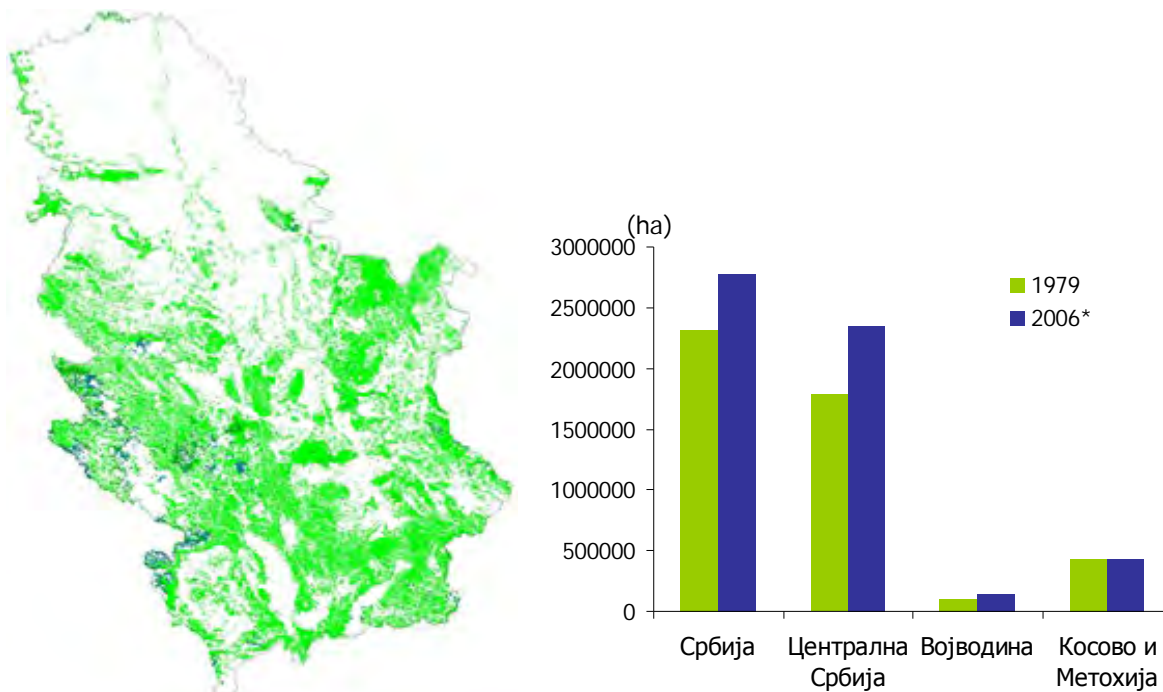 (ha)
3000000
2500000
2000000
1500000
1000000
500000
0
1979
2006*
Србија
Централна
Србија
Војводина
Косово и
Метохија